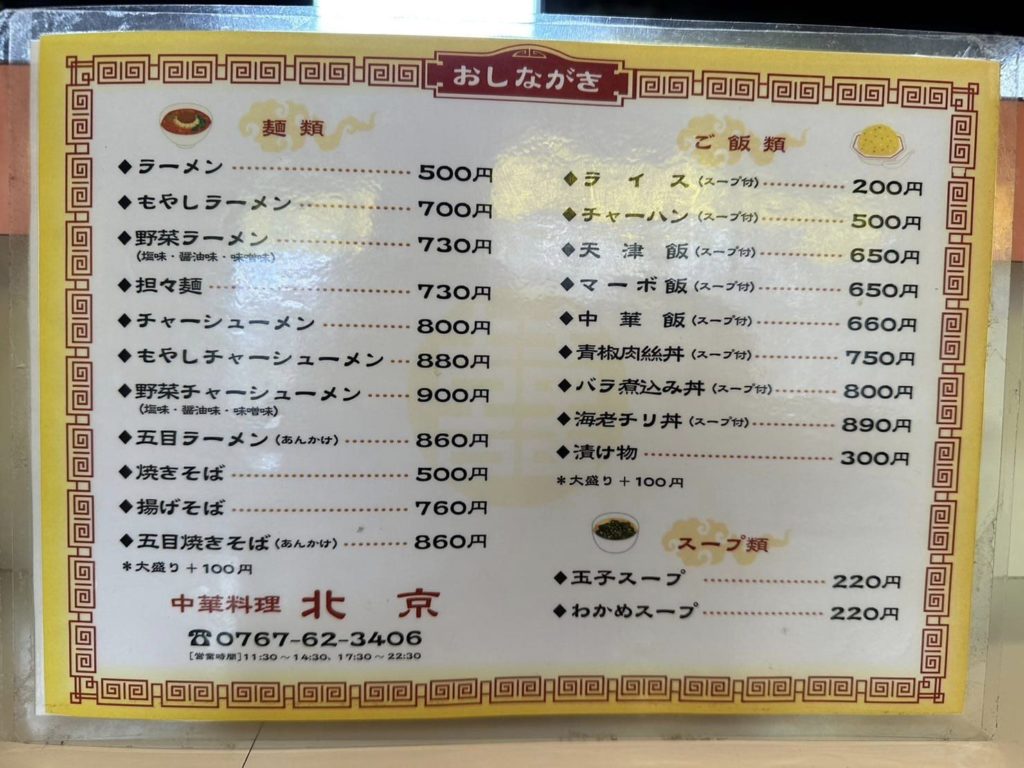 おしながき
麺類
◆ラーメン 500円
◆もやしラーメン 700円
◆野菜ラーメン 730円
(塩味・醤油味・味噌味)
◆担々麺 730円
◆チャーシューメン 800円
◆もやしチャーシューメン 880円
◆野菜チャーシューメン 900円
(塩味・醤油味・味噌味)
◆五目ラーメン(あんかけ) 860円
◆焼きそば 500円
◆揚げそば 760円
◆五目焼きそば(あんかけ) 860円
*大盛り+100円
中華料理 北京
☎0767-62-3406
[営業時間]11:30～14:30、17:30～22:30
ご飯類
◆ライス(スープ付) 200円
◆チャーハン(スープ付) 500円
◆天津飯(スープ付) 650円
◆マーボ飯(スープ付) 650円
◆中華飯(スープ付) 660円
◆青椒肉絲丼(スープ付) 750円
◆バラ煮込み丼(スープ付) 800円
◆海老チリ丼(スープ付) 890円
◆漬け物 300円
*大盛り+100円
スープ類
◆玉子スープ 220円
◆わかめスープ 220円